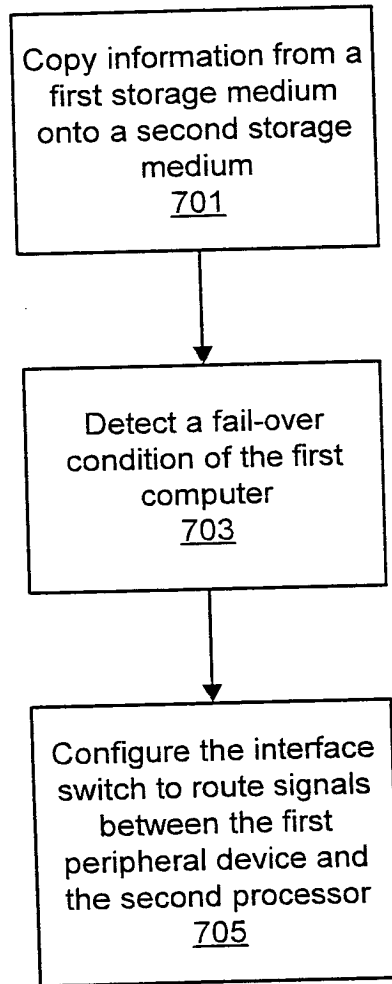 Copy information from a
first storage medium
onto a second storage
medium
701
Detect a fail-over
condition of the first
computer
703
Configure the interface
switch to route signals
between the first
peripheral device and
the second processor
705